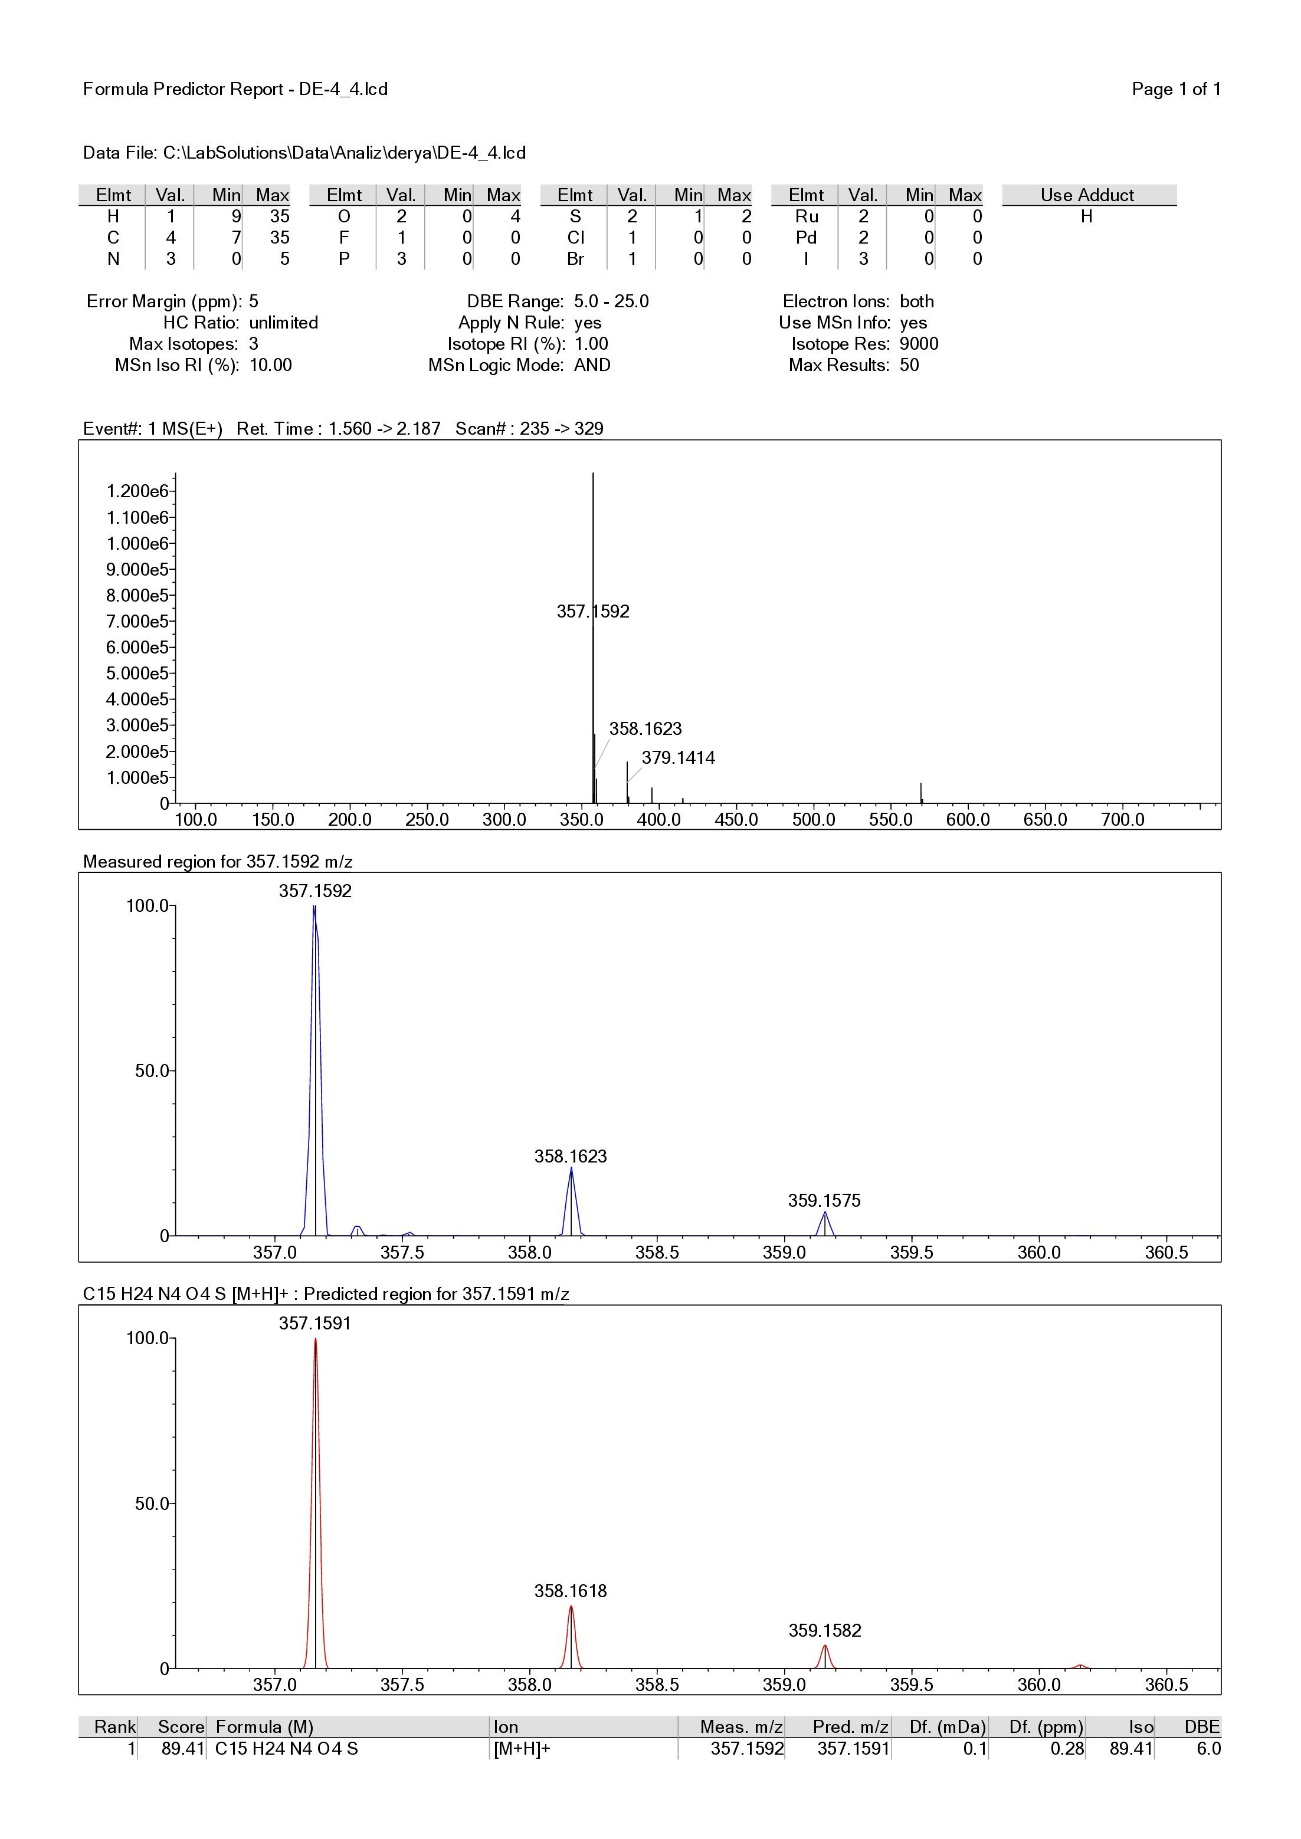 Formula Predictor Report - DE-4_4.lcd Page 1 of 1
Data File: C:\LabSolutions\Data\Analiz\derya\DE-4_4.lcd
Elmt Val. Min Max Elmt Val. Min Max Elmt Val. Min Max Elmt Val. Min Max Use Adduct
H 1 9 35 O 2 0 4 S 2 1 2 Ru 2 0 0 H
C 4 7 35 F 1 0 0 Cl 1 0 0 Pd 2 0 0
N 3 0 5 P 3 0 0 Br 1 0 0 I 3 0 0
Error Margin (ppm): 5 DBE Range: 5.0 - 25.0 Electron Ions: both
HC Ratio: unlimited Apply N Rule: yes Use MSn Info: yes
Max Isotopes: 3 Isotope RI (%): 1.00 Isotope Res: 9000
MSn Iso RI (%): 10.00 MSn Logic Mode: AND Max Results: 50
Event#: 1 MS(E+) Ret. Time : 1.560 -> 2.187 Scan# : 235 -> 329
1.200e6
1.100e6
1.000e6
9.000e5
8.000e5
7.000e5 357.1592
6.000e5
5.000e5
4.000e5
3.000e5 358.1623
2.000e5 379.1414
1.000e5
0
100.0 150.0 200.0 250.0 300.0 350.0 400.0 450.0 500.0 550.0 600.0 650.0 700.0
Measured region for 357.1592 m/z
357.1592
100.0
50.0
358.1623
359.1575
0
357.0 357.5 358.0 358.5 359.0 359.5 360.0 360.5
C15 H24 N4 O4 S [M+H]+ : Predicted region for 357.1591 m/z
357.1591
100.0
50.0
358.1618
359.1582
0
357.0 357.5 358.0 358.5 359.0 359.5 360.0 360.5
Rank Score Formula (M) Ion Meas. m/z Pred. m/z Df. (mDa) Df. (ppm) Iso DBE
1 89.41 C15 H24 N4 O4 S [M+H]+ 357.1592 357.1591 0.1 0.28 89.41 6.0